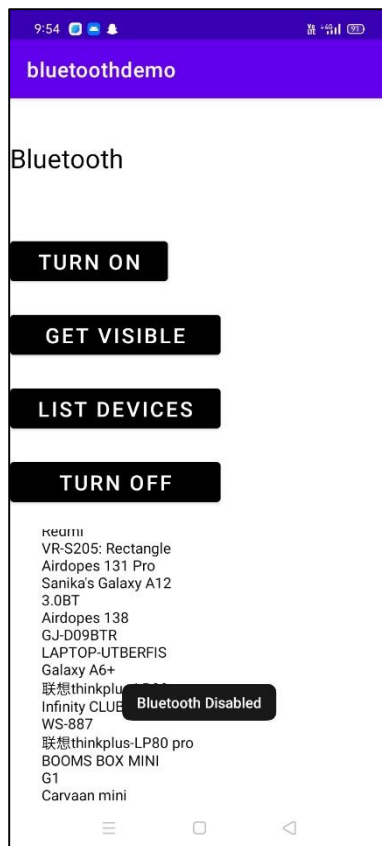 9:54
91
bluetoothdemo
Bluetooth
TURN ON
GET VISIBLE
LIST DEVICES
TURN OFF
Redmi
VR-S205: Rectangle
Airdopes 131 Pro
Sanika's Galaxy A12
3.0BT
Airdopes 138
GJ-D09BTR
LAPTOP-UTBERFIS
Galaxy A6+
Infinity
WS-887
联想thinkplus-LP80 pro
BOOMS BOX MINI
G1
Carvaan mini
Bluetooth Disabled